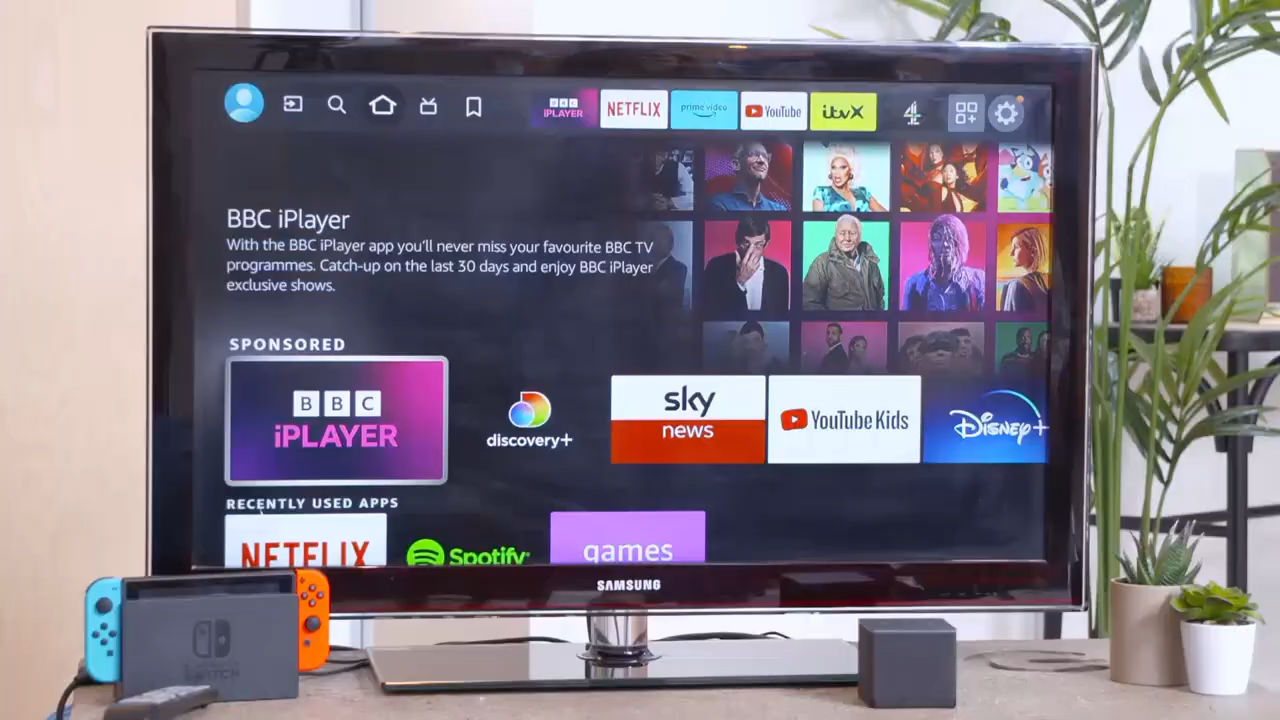 BBC
iPLAYER
NETFLIX
prime video
YouTube
itvX
4
BBC iPlayer
With the BBC iPlayer app you'll never miss your favourite BBC TV
programmes. Catch-up on the last 30 days and enjoy BBC iPlayer
exclusive shows.
SPONSORED
BBC
iPLAYER
discovery+
sky
news
YouTube Kids
Disney+
RECENTLY USED APPS
NETFLIX
Spotify
games
SAMSUNG